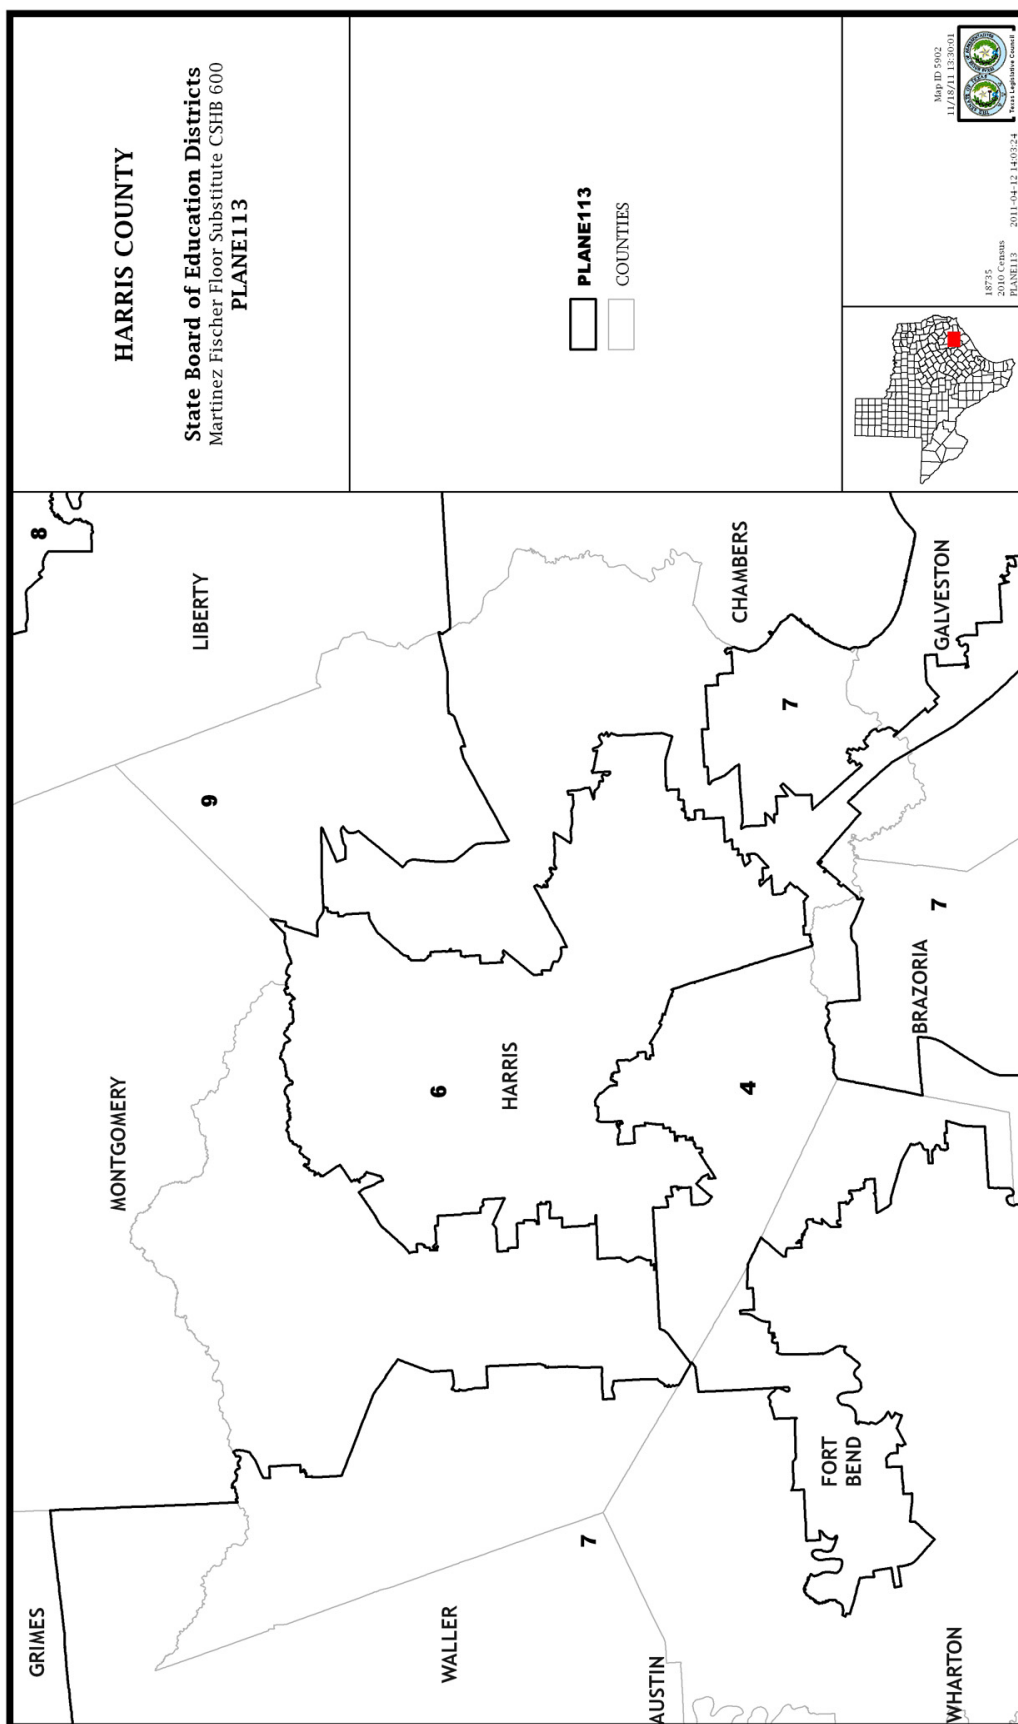 HARRIS COUNTY
State Board of Education Districts
Martinez Fischer Floor Substitute CSHB 600
PLANE113
PLANE113
COUNTIES
Map ID 5902
11/18/11 13:30:01
Texas Legislative Council
18735
2010 Census
PLANE113 2011-04-12 14:03:24
GRIMES
MONTGOMERY
LIBERTY
8
9
WALLER
6
HARRIS
7
AUSTIN
4
CHAMBERS
7
FORT
BEND
BRAZORIA
7
GALVESTON
WHARTON